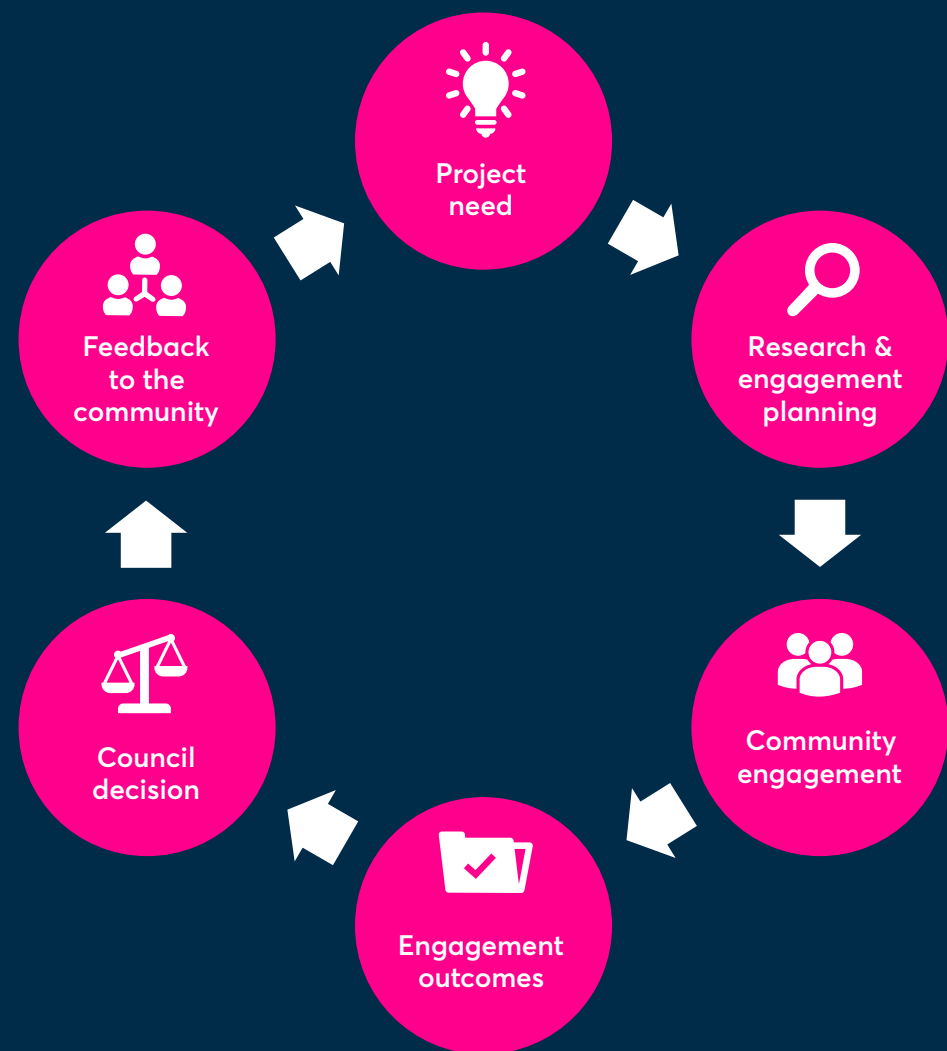 Project
need
Research &
engagement
planning
Community
engagement
Engagement
outcomes
Council
decision
Feedback
to the
community